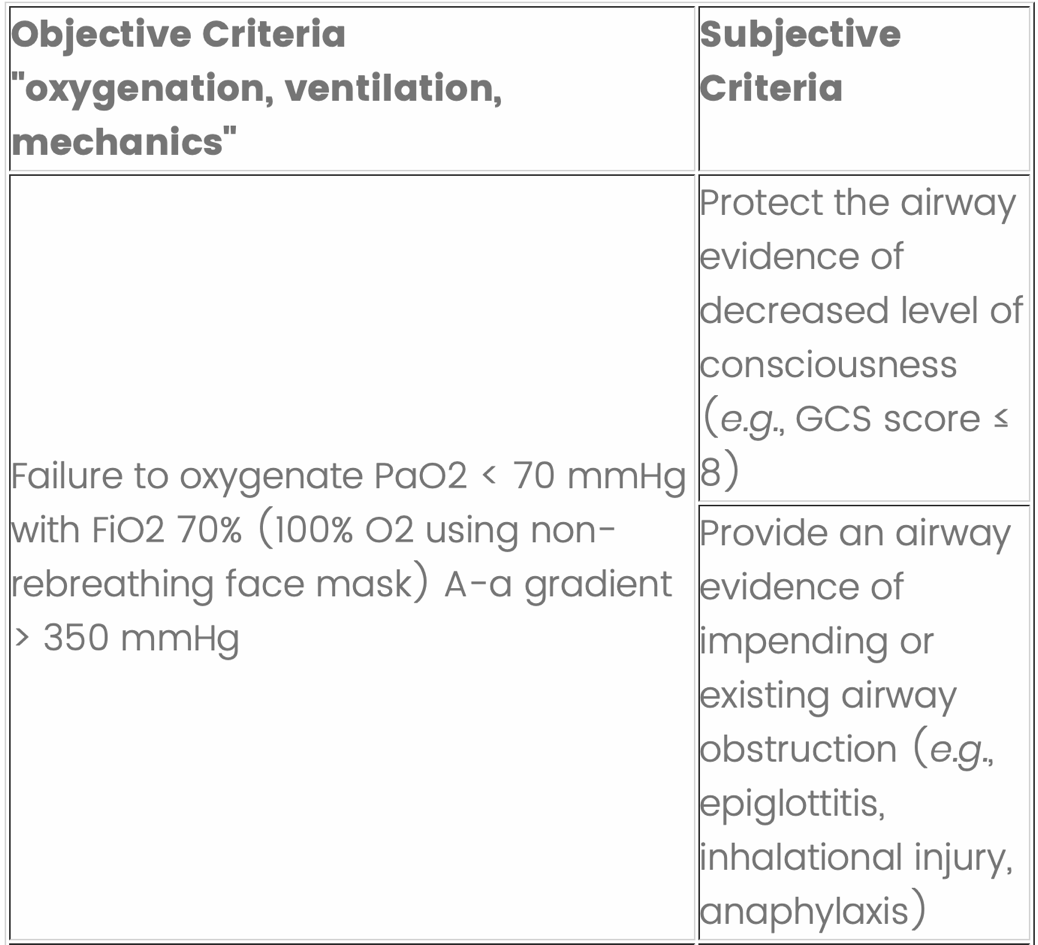 Objective Criteria
"oxygenation, ventilation,
mechanics"
Subjective
Criteria
Failure to oxygenate PaO2 < 70 mmHg
with FiO2 70% (100% O2 using non-
rebreathing face mask) A-a gradient
> 350 mmHg
Protect the airway
evidence of
decreased level of
consciousness
(e.g., GCS score ≤
8)
Provide an airway
evidence of
impending or
existing airway
obstruction (e.g.,
epiglottitis,
inhalational injury,
anaphylaxis)